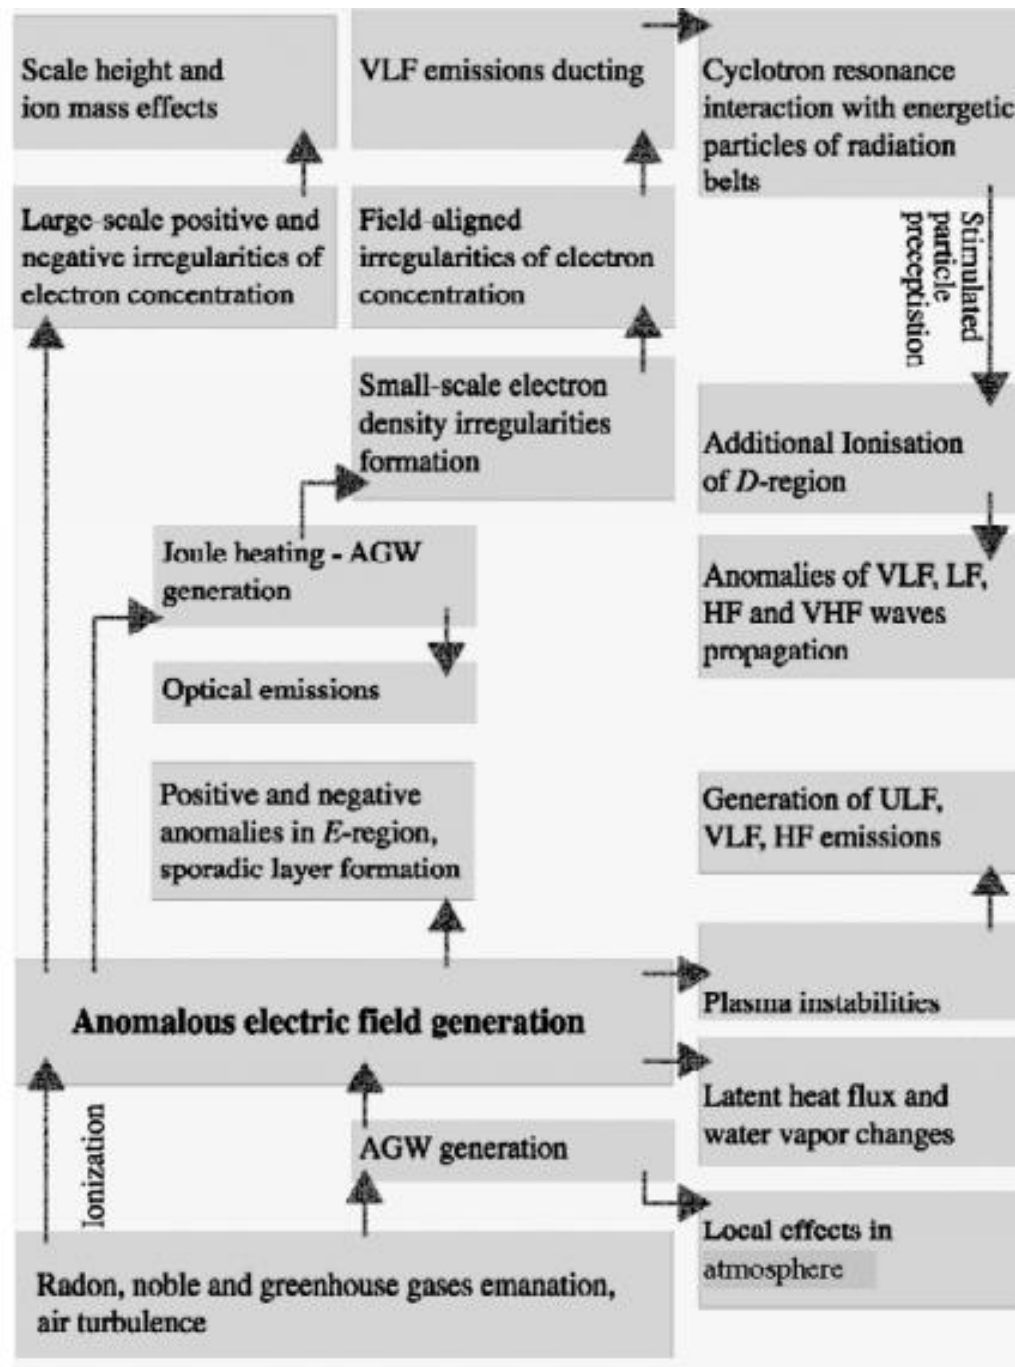 Scale height and
ion mass effects
VLF emissions ducting
Cyclotron resonance
interaction with energetic
particles of radiation
belts
Large-scale positive and
negative irregularities of
electron concentration
Field-aligned
irregularities of electron
concentration
Stimulated
particle
preceptistion
Small-scale electron
density irregularities
formation
Additional Ionisation
of D-region
Joule heating - AGW
generation
Anomalies of VLF, LF,
HF and VHF waves
propagation
Optical emissions
Positive and negative
anomalies in E-region,
sporadic layer formation
Generation of ULF,
VLF, HF emissions
Anomalous electric field generation
Plasma instabilities
Latent heat flux and
water vapor changes
Ionization
AGW generation
Local effects in
atmosphere
Radon, noble and greenhouse gases emanation,
air turbulence